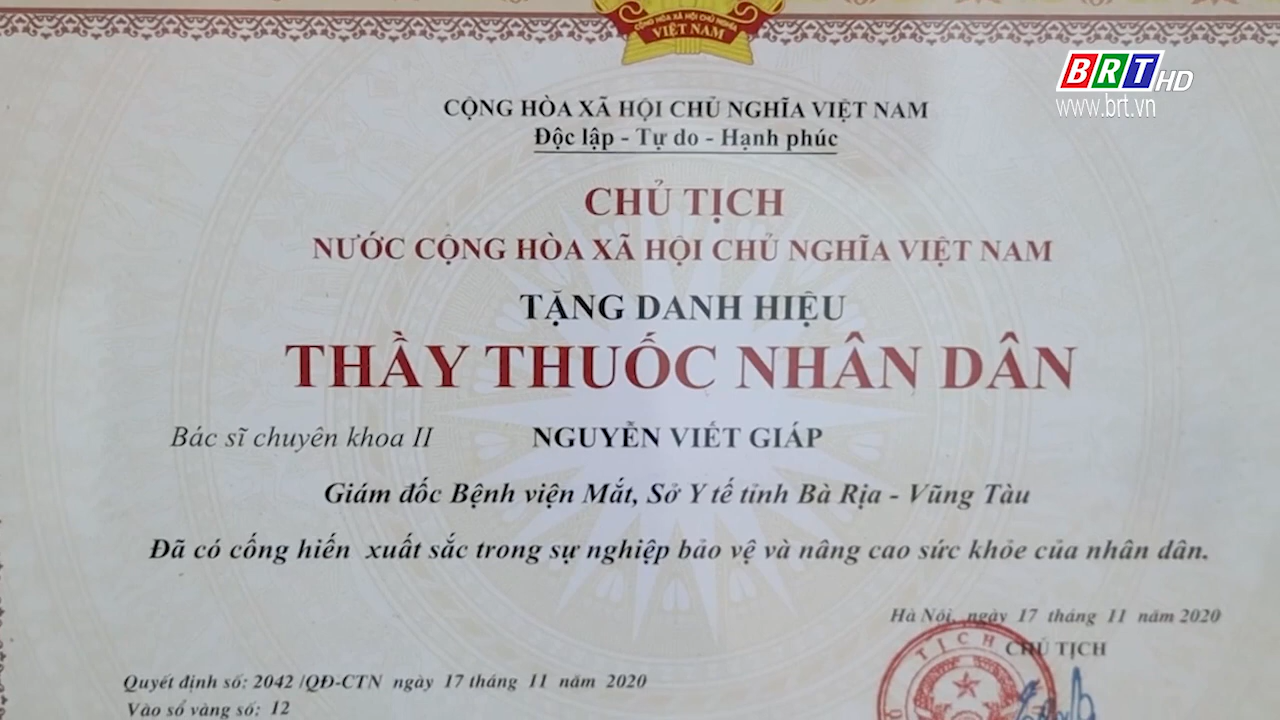 CỘNG HÒA XÃ HỘI CHỦ NGHĨA
VIỆT NAM
BRT HD
www.brt.vn
CỘNG HÒA XÃ HỘI CHỦ NGHĨA VIỆT NAM
Độc lập - Tự do - Hạnh phúc
CHỦ TỊCH
NƯỚC CỘNG HÒA XÃ HỘI CHỦ NGHĨA VIỆT NAM
TẶNG DANH HIỆU
THẦY THUỐC NHÂN DÂN
Bác sĩ chuyên khoa II NGUYỄN VIẾT GIÁP
Giám đốc Bệnh viện Mắt, Sở Y tế tỉnh Bà Rịa - Vũng Tàu
Đã có cống hiến xuất sắc trong sự nghiệp bảo vệ và nâng cao sức khỏe của nhân dân.
Hà Nội, ngày 17 tháng 11 năm 2020
CHỦ TỊCH
TỊCH
Quyết định số: 2042 /QĐ-CTN ngày 17 tháng 11 năm 2020
Vào sổ vàng số: 12